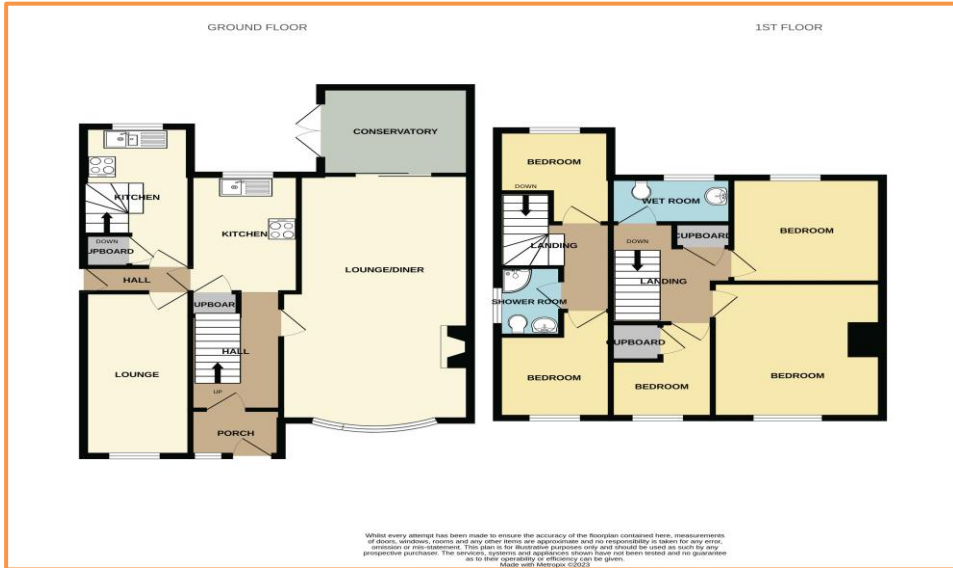 GROUND FLOOR
1ST FLOOR
CONSERVATORY
KITCHEN
DOWN
UPBOARD
HALL
LOUNGE
KITCHEN
UPBOARD
HALL
UP
PORCH
LOUNGE/DINER
BEDROOM
DOWN
LANDING
SHOWER ROOM
BEDROOM
WET ROOM
DOWN
CUPBOARD
LANDING
CUPBOARD
BEDROOM
BEDROOM
BEDROOM
Whilst every attempt has been made to ensure the accuracy of the floorplan contained here, measurements
of doors, windows, rooms and any other items are approximate and no responsibility is taken for any error,
omission or mis-statement. This plan is for illustrative purposes only and should be used as such by any
prospective purchaser. The services, systems and appliances shown have not been tested and no guarantee
as to their operability or efficiency can be given.
Made with Metropix ©2023